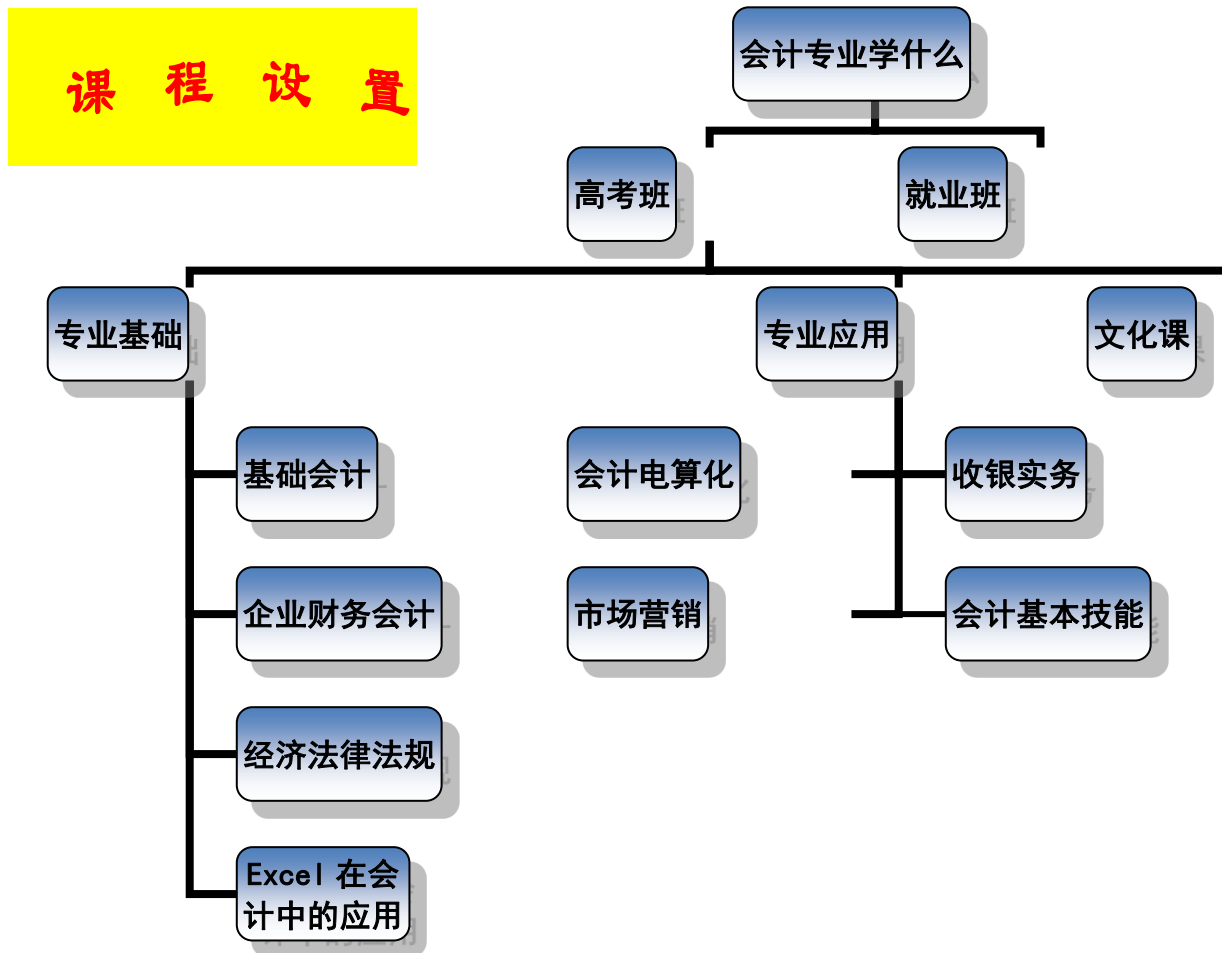 课程设置
会计专业学什么
高考班
就业班
专业基础
专业应用
文化课
基础会计
会计电算化
收银实务
企业财务会计
市场营销
会计基本技能
经济法律法规
Excel 在会
计中的应用